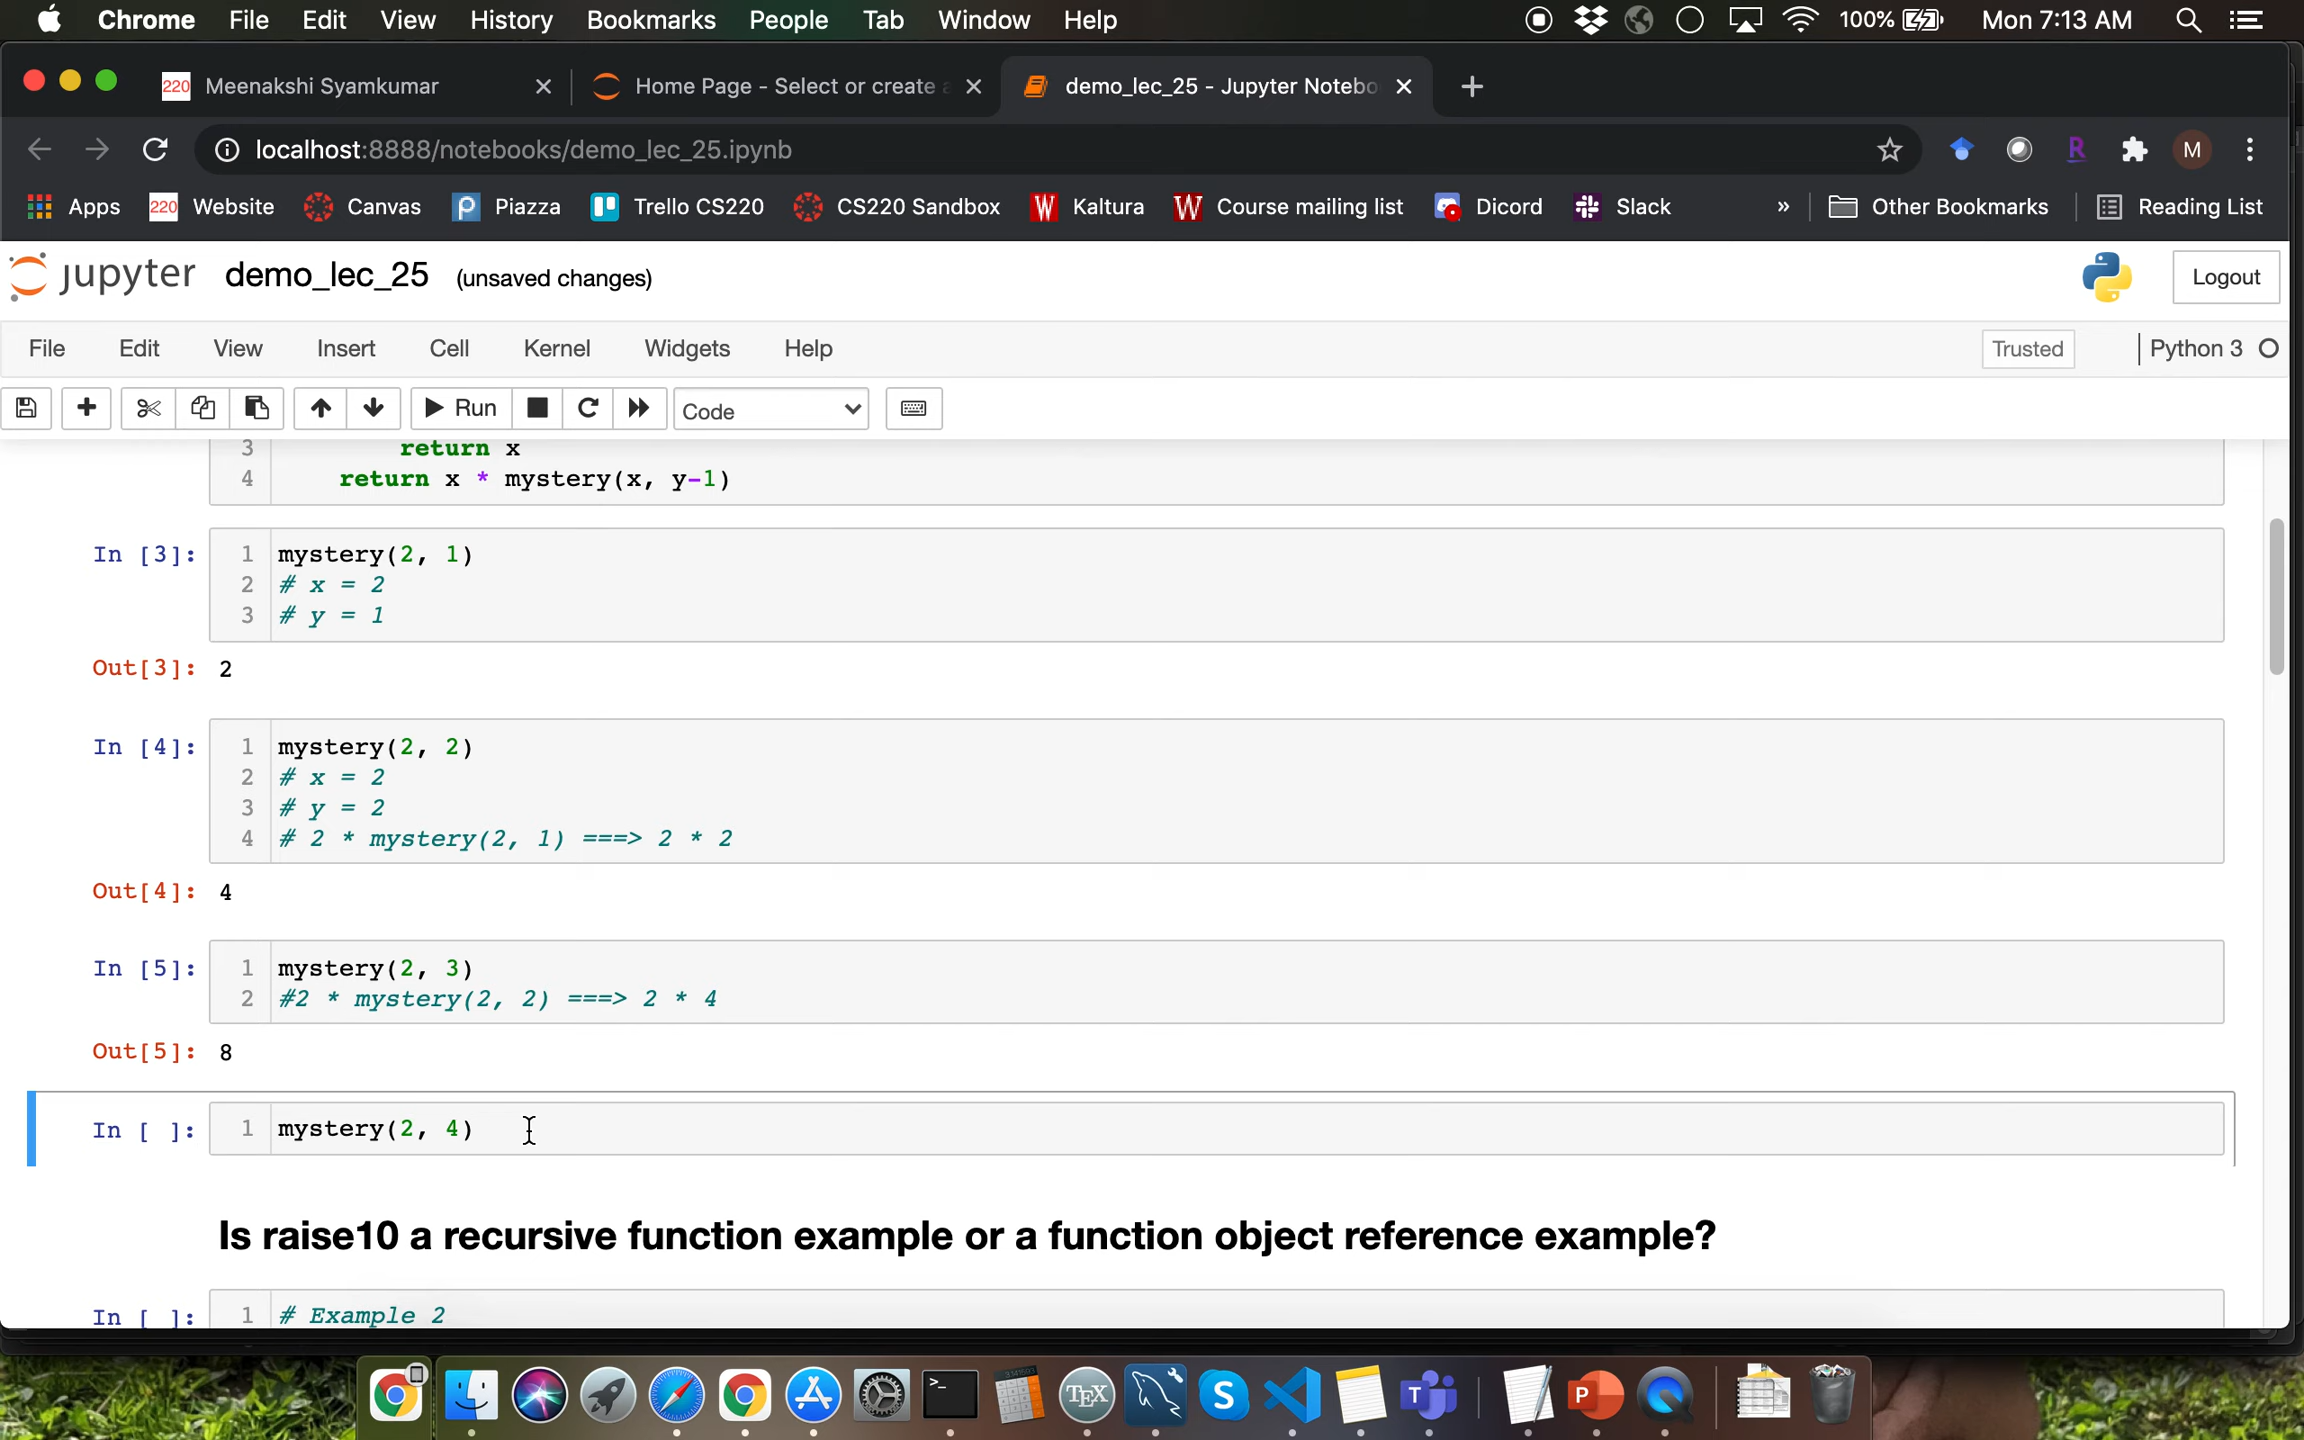 Chrome File Edit View History Bookmarks People Tab Window Help 100% Mon 7:13 AM
220 Meenakshi Syamkumar Home Page - Select or create a demo_lec_25 - Jupyter Notebo
localhost:8888/notebooks/demo_lec_25.ipynb R M
Apps 220 Website Canvas P Piazza Trello CS220 CS220 Sandbox W Kaltura W Course mailing list Dicord Slack » Other Bookmarks Reading List
jupyter demo_lec_25 (unsaved changes) Logout
File Edit View Insert Cell Kernel Widgets Help Trusted Python 3
Run Code
3 return x
4 return x * mystery(x, y-1)
In [3]: 1 mystery(2, 1)
2 # x = 2
3 # y = 1
Out[3]: 2
In [4]: 1 mystery(2, 2)
2 # x = 2
3 # y = 2
4 # 2 * mystery(2, 1) ===> 2 * 2
Out[4]: 4
In [5]: 1 mystery(2, 3)
2 #2 * mystery(2, 2) ===> 2 * 4
Out[5]: 8
In [ ]: 1 mystery(2, 4)
Is raise10 a recursive function example or a function object reference example?
In [ ]: 1 # Example 2
>_ TEX S T P